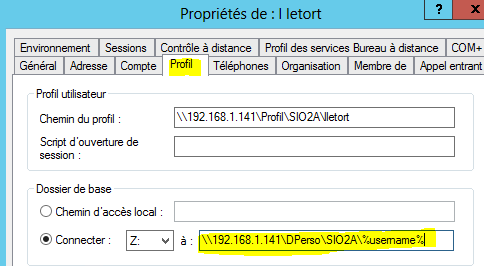 Propriétés de : l letort
?
x
Environnement Sessions Contrôle à distance Profil des services Bureau à distance COM+
Général Adresse Compte Profil Téléphones Organisation Membre de Appel entrant
Profil utilisateur
Chemin du profil : \\192.168.1.141\Profil\SIO2A\lletort
Script d'ouverture de
session :
Dossier de base
Chemin d'accès local :
Connecter : Z: à : \\192.168.1.141\DPerso\SIO2A\%username%